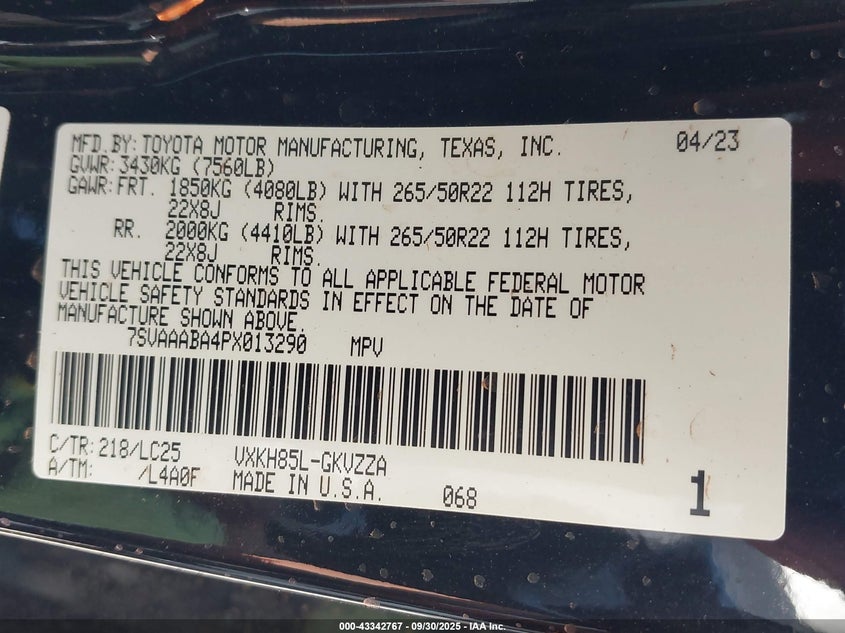 MFD.BY:TOYOTA MOTOR MANUFACTURING, TEXAS, INC. 04/23
GVWR:3430KG (7560LB)
GAWR:FRT. 1850KG (4080LB) WITH 265/50R22 112H TIRES,
22X8J RIMS.
RR. 2000KG (4410LB) WITH 265/50R22 112H TIRES,
22X8J RIMS.
THIS VEHICLE CONFORMS TO ALL APPLICABLE FEDERAL MOTOR
VEHICLE SAFETY STANDARDS IN EFFECT ON THE DATE OF
MANUFACTURE SHOWN ABOVE.
7SVAAABA4PX013290 MPV
C/TR:218/LC25 VXKH85L-GKVZZA
A/TM: /L4A0F MADE IN U.S.A. 068 1
000-43342767 - 09/30/2025 - IAA Inc.